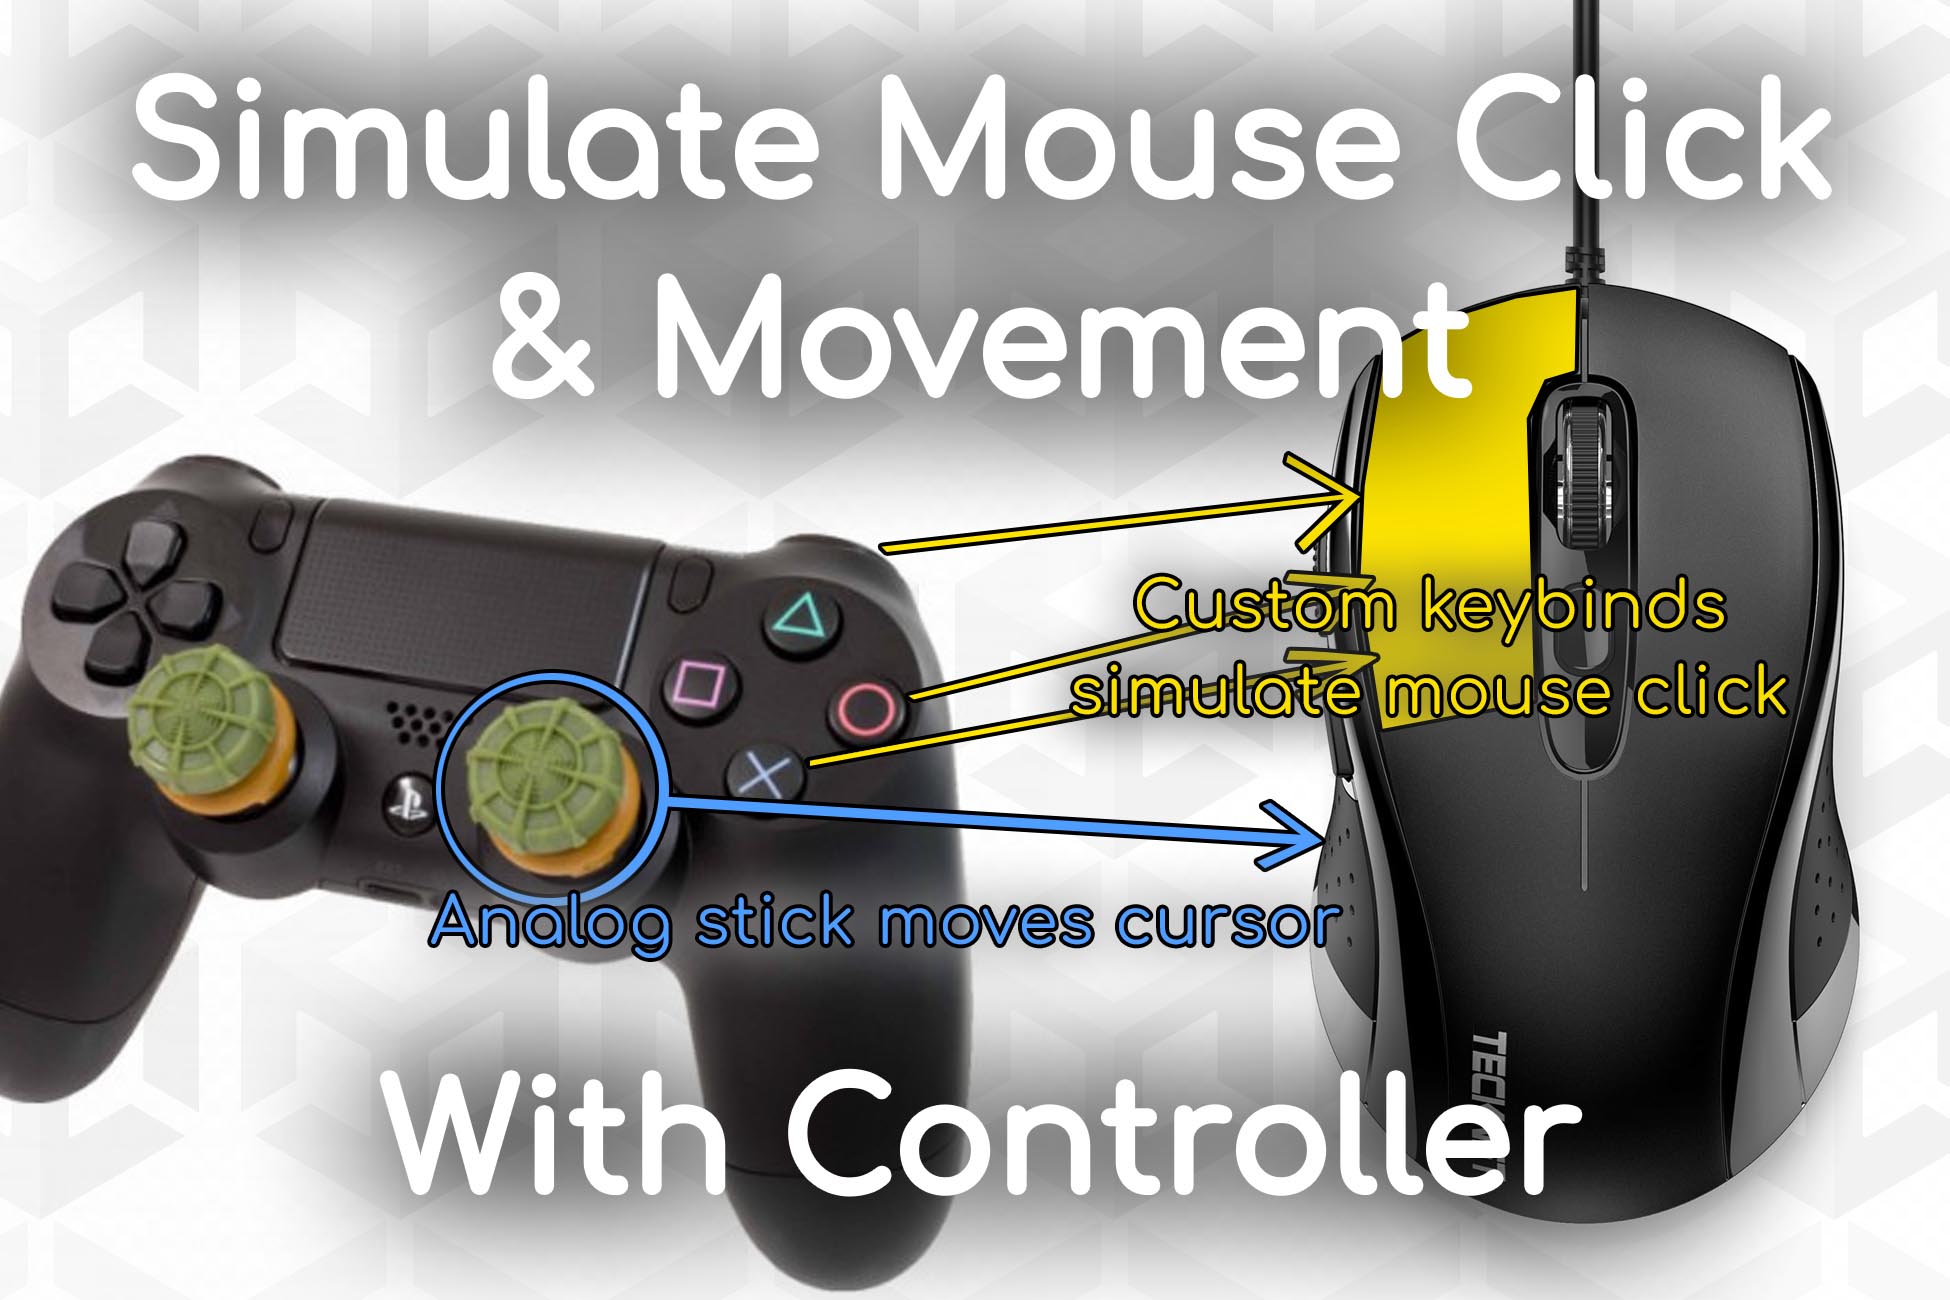 Simulate Mouse Click
& Movement
Custom keybinds
simulate mouse click
Analog stick moves cursor
With Controller